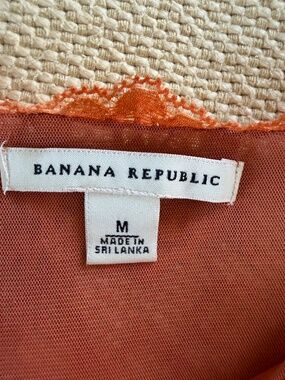 BANANA REPUBLIC
M
MADE IN
SRI LANKA